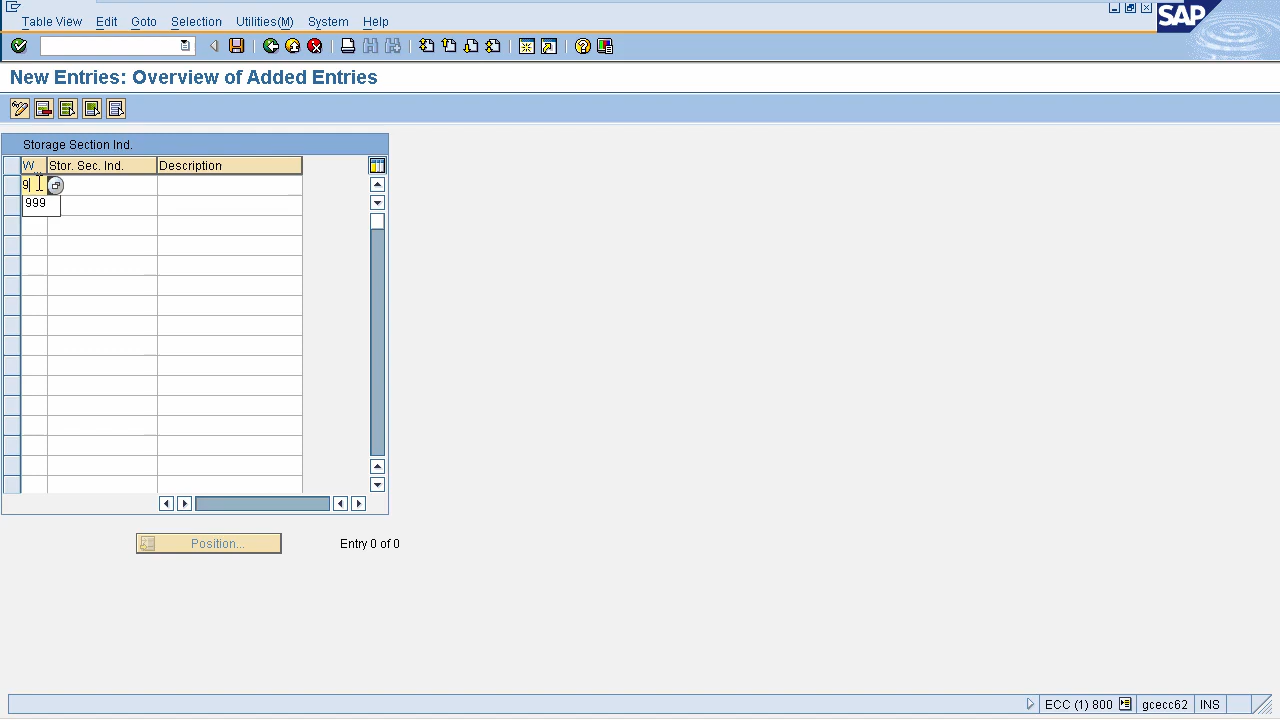 Table View Edit Goto Selection Utilities(M) System Help
SAP
New Entries: Overview of Added Entries
Storage Section Ind.
W Stor. Sec. Ind. Description
9
999
Position...
Entry 0 of 0
ECC (1) 800 gcecc62 INS